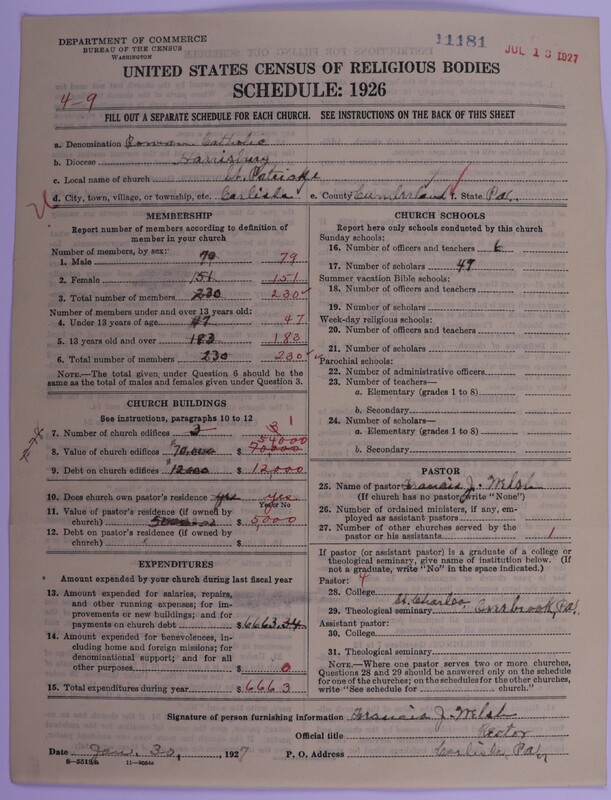 DEPARTMENT OF COMMERCE
BUREAU OF THE CENSUS
WASHINGTON
11181
JUL 13 1927
UNITED STATES CENSUS OF RELIGIOUS BODIES
SCHEDULE: 1926
4-9
FILL OUT A SEPARATE SCHEDULE FOR EACH CHURCH. SEE INSTRUCTIONS ON THE BACK OF THIS SHEET
a. Denomination Roman Catholic
b. Diocese Harrisburg
c. Local name of church St. Patricks
d. City, town, village, or township, etc. Carlisle e. County Cumberland f. State Pa.
MEMBERSHIP
Report number of members according to definition of
member in your church
Number of members, by sex:
1. Male 79 79
2. Female 151 151
3. Total number of members 230 230
Number of members under and over 13 years old:
4. Under 13 years of age 47 47
5. 13 years old and over 183 183
6. Total number of members 230 230
NOTE.—The total given under Question 6 should be
same as the total of males and females given under Question 3.
CHURCH BUILDINGS
See instructions, paragraphs 10 to 12
7. Number of church edifices 3 3 1
54000
8. Value of church edifices $70,000 $ 70,000
9. Debt on church edifices $12000 $ 12,000
10. Does church own pastor's residence yes yes
Yes or No
11. Value of pastor's residence (if owned by
church) 5000 $ 5000
12. Debt on pastor's residence (if owned by
church) $
EXPENDITURES
Amount expended by your church during last fiscal year
13. Amount expended for salaries, repairs,
and other running expenses; for im-
provements or new buildings; and for
payments on church debt $ 6663.34
14. Amount expended for benevolences, in-
cluding home and foreign missions; for
denominational support; and for all
other purposes $ 0
15. Total expenditures during year $ 6663
CHURCH SCHOOLS
Report here only schools conducted by this church
Sunday schools:
16. Number of officers and teachers 6
17. Number of scholars 49
Summer vacation Bible schools:
18. Number of officers and teachers
19. Number of scholars
Week-day religious schools:
20. Number of officers and teachers
21. Number of scholars
Parochial schools:
22. Number of administrative officers
23. Number of teachers—
a. Elementary (grades 1 to 8)
b. Secondary
24. Number of scholars—
a. Elementary (grades 1 to 8)
b. Secondary
PASTOR
25. Name of pastor Francis J. Welsh
(If church has no pastor write "None")
26. Number of ordained ministers, if any, em-
ployed as assistant pastors
27. Number of other churches served by the
pastor or his assistants 1
If pastor (or assistant pastor) is a graduate of a college or
theological seminary, give name of institution below. (If
not a graduate, write "No" in the space indicated.)
Pastor: 4
28. College
29. Theological seminary St. Charles, Overbrook, Pa.
Assistant pastor:
30. College
31. Theological seminary
NOTE.—Where one pastor serves two or more churches,
Questions 28 and 29 should be answered only on the schedule
for one of the churches; on the schedules for the other churches,
write "See schedule for church."
Signature of person furnishing information Francis J. Welsh
Official title Rector
Date Jan. 30, 1927 P. O. Address Carlisle, Pa.